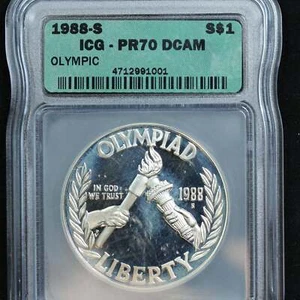 1988-S S$1
ICG - PR70 DCAM
OLYMPIC
4712991001
OLYMPIAD
IN GOD
WE TRUST
1988
S
LIBERTY